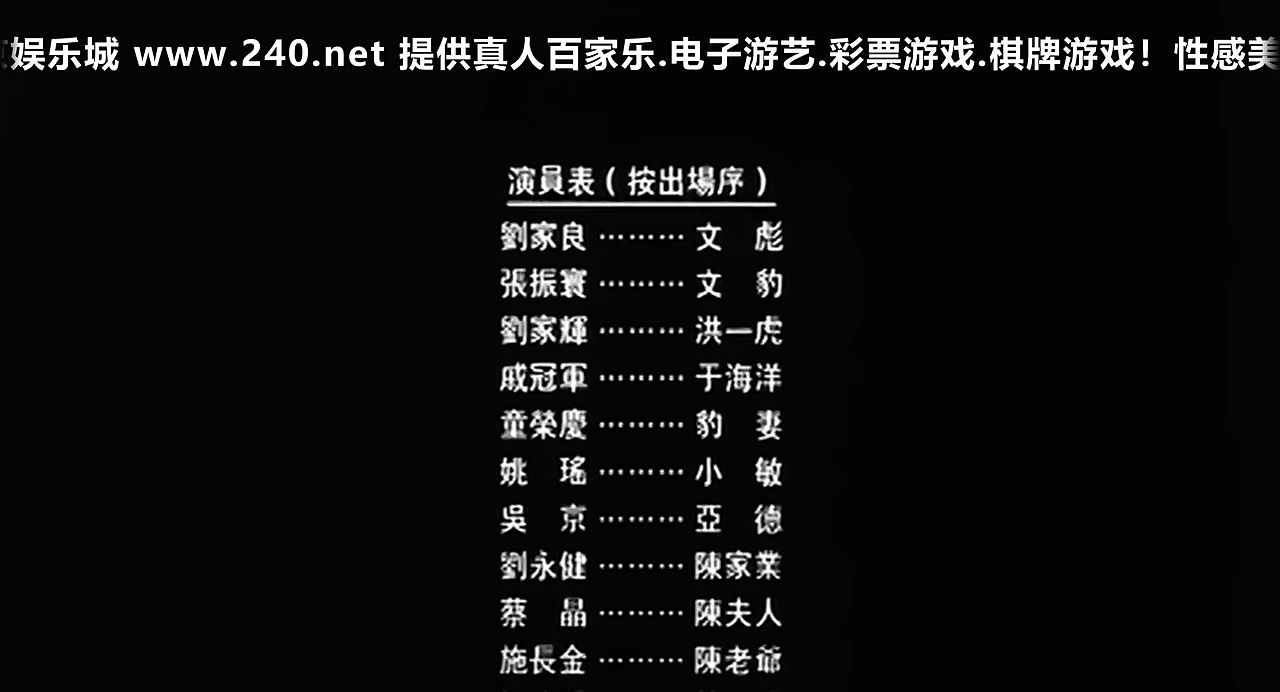 娱乐城 www.240.net 提供真人百家乐.电子游艺.彩票游戏.棋牌游戏！性感美
演員表（按出場序）
劉家良 ……… 文 彪
張振寰 ……… 文 豹
劉家輝 ……… 洪一虎
戚冠軍 ……… 于海洋
童榮慶 ……… 豹 妻
姚 瑤 ……… 小 敏
吳 京 ……… 亞 德
劉永健 ……… 陳家業
蔡 晶 ……… 陳夫人
施長金 ……… 陳老爺